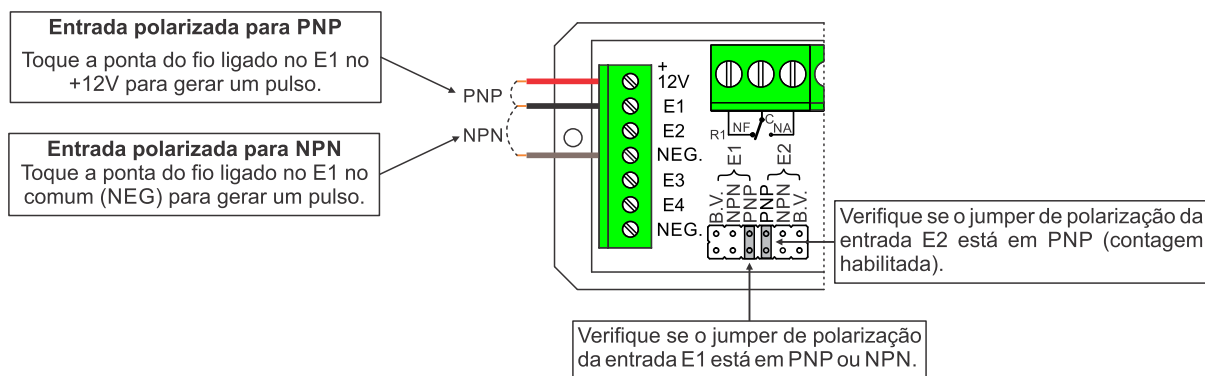 Entrada polarizada para PNP
Toque a ponta do fio ligado no E1 no
+12V para gerar um pulso.
Entrada polarizada para NPN
Toque a ponta do fio ligado no E1 no
comum (NEG) para gerar um pulso.
PNP
NPN
+
12V
E1
E2
NEG.
E3
E4
NEG.
R1 NF C NA
E1 E2
B.V. NPN PNP PNP NPN B.V.
Verifique se o jumper de polarização da
entrada E2 está em PNP (contagem
habilitada).
Verifique se o jumper de polarização
da entrada E1 está em PNP ou NPN.